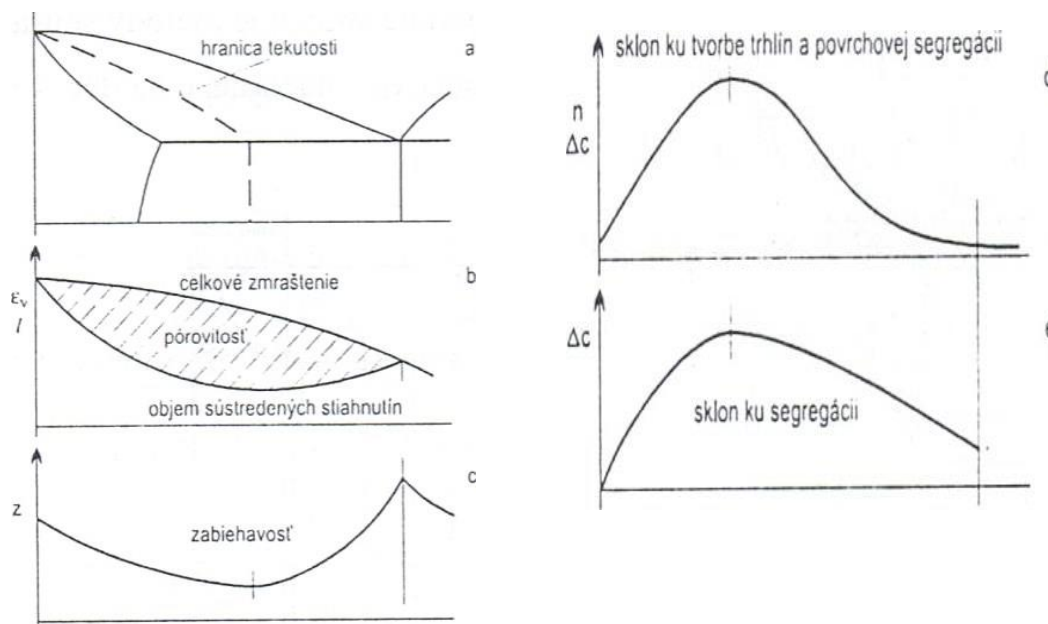 hranica tekutosti
a
b
εv
l
celkové zmraštenie
pórovitosť
objem sústredených stiahnutín
c
z
zabiehavosť
sklon ku tvorbe trhlín a povrchovej segregácii
n
Δc
Δc
sklon ku segregácii